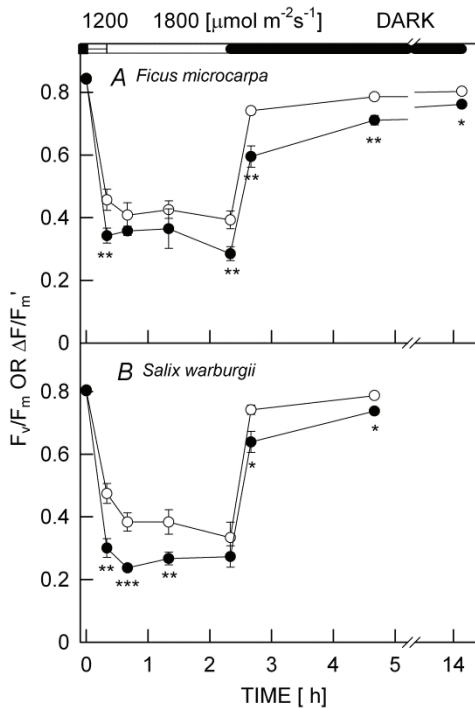 1200 1800 [μmol m⁻²s⁻¹] DARK
A Ficus microcarpa
0.8
**
**
*
0.6
**
0.4
**
**
0.2
0
Fv/Fm OR ΔF/Fm'
B Salix warburgii
0.8
*
0.6
*
0.4
0.2
** *** **
0
0 1 2 3 4 5 14
TIME [ h]